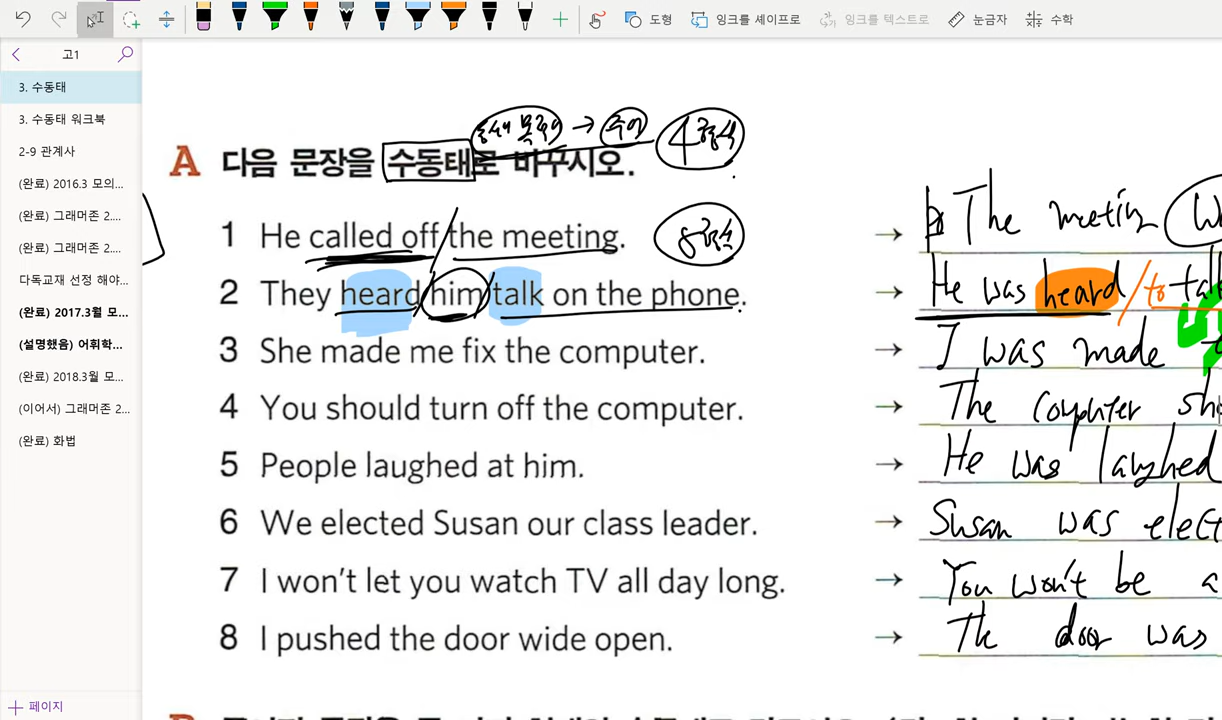 도형 잉크를 셰이프로 잉크를 텍스트로 눈금자 수학
고1
3. 수동태
3. 수동태 워크북
2-9 관계사
(완료) 2016.3 모의...
(완료) 그래머존 2....
(완료) 그래머존 2....
다독교재 선정 해야...
(완료) 2017.3월 모...
(설명했음) 어휘학...
(완료) 2018.3월 모...
(이어서) 그래머존 2...
(완료) 화법
페이지
목적어 → 주어 4형식
A 다음 문장을 수동태로 바꾸시오.
1 He called off the meeting. → The meeting
2 They heard him talk on the phone. → He was heard / to talk
3 She made me fix the computer. → I was made
4 You should turn off the computer. → The computer
5 People laughed at him. → He was laughed
6 We elected Susan our class leader. → Susan was
7 I won't let you watch TV all day long. → You won't be a
8 I pushed the door wide open. → The door was